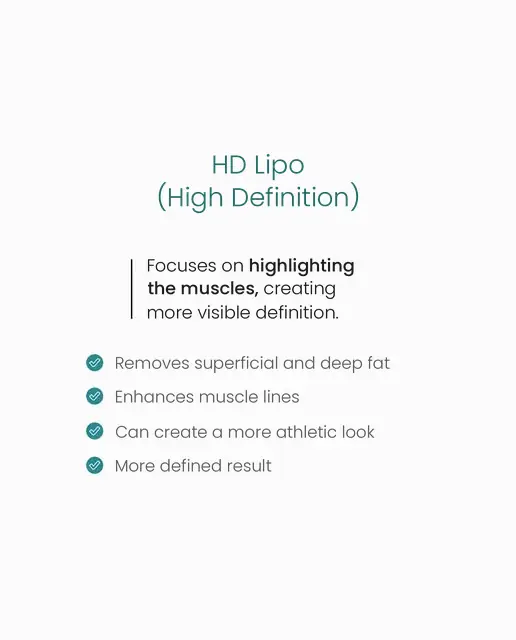 HD Lipo
(High Definition)
Focuses on highlighting
the muscles, creating
more visible definition.
Removes superficial and deep fat
Enhances muscle lines
Can create a more athletic look
More defined result